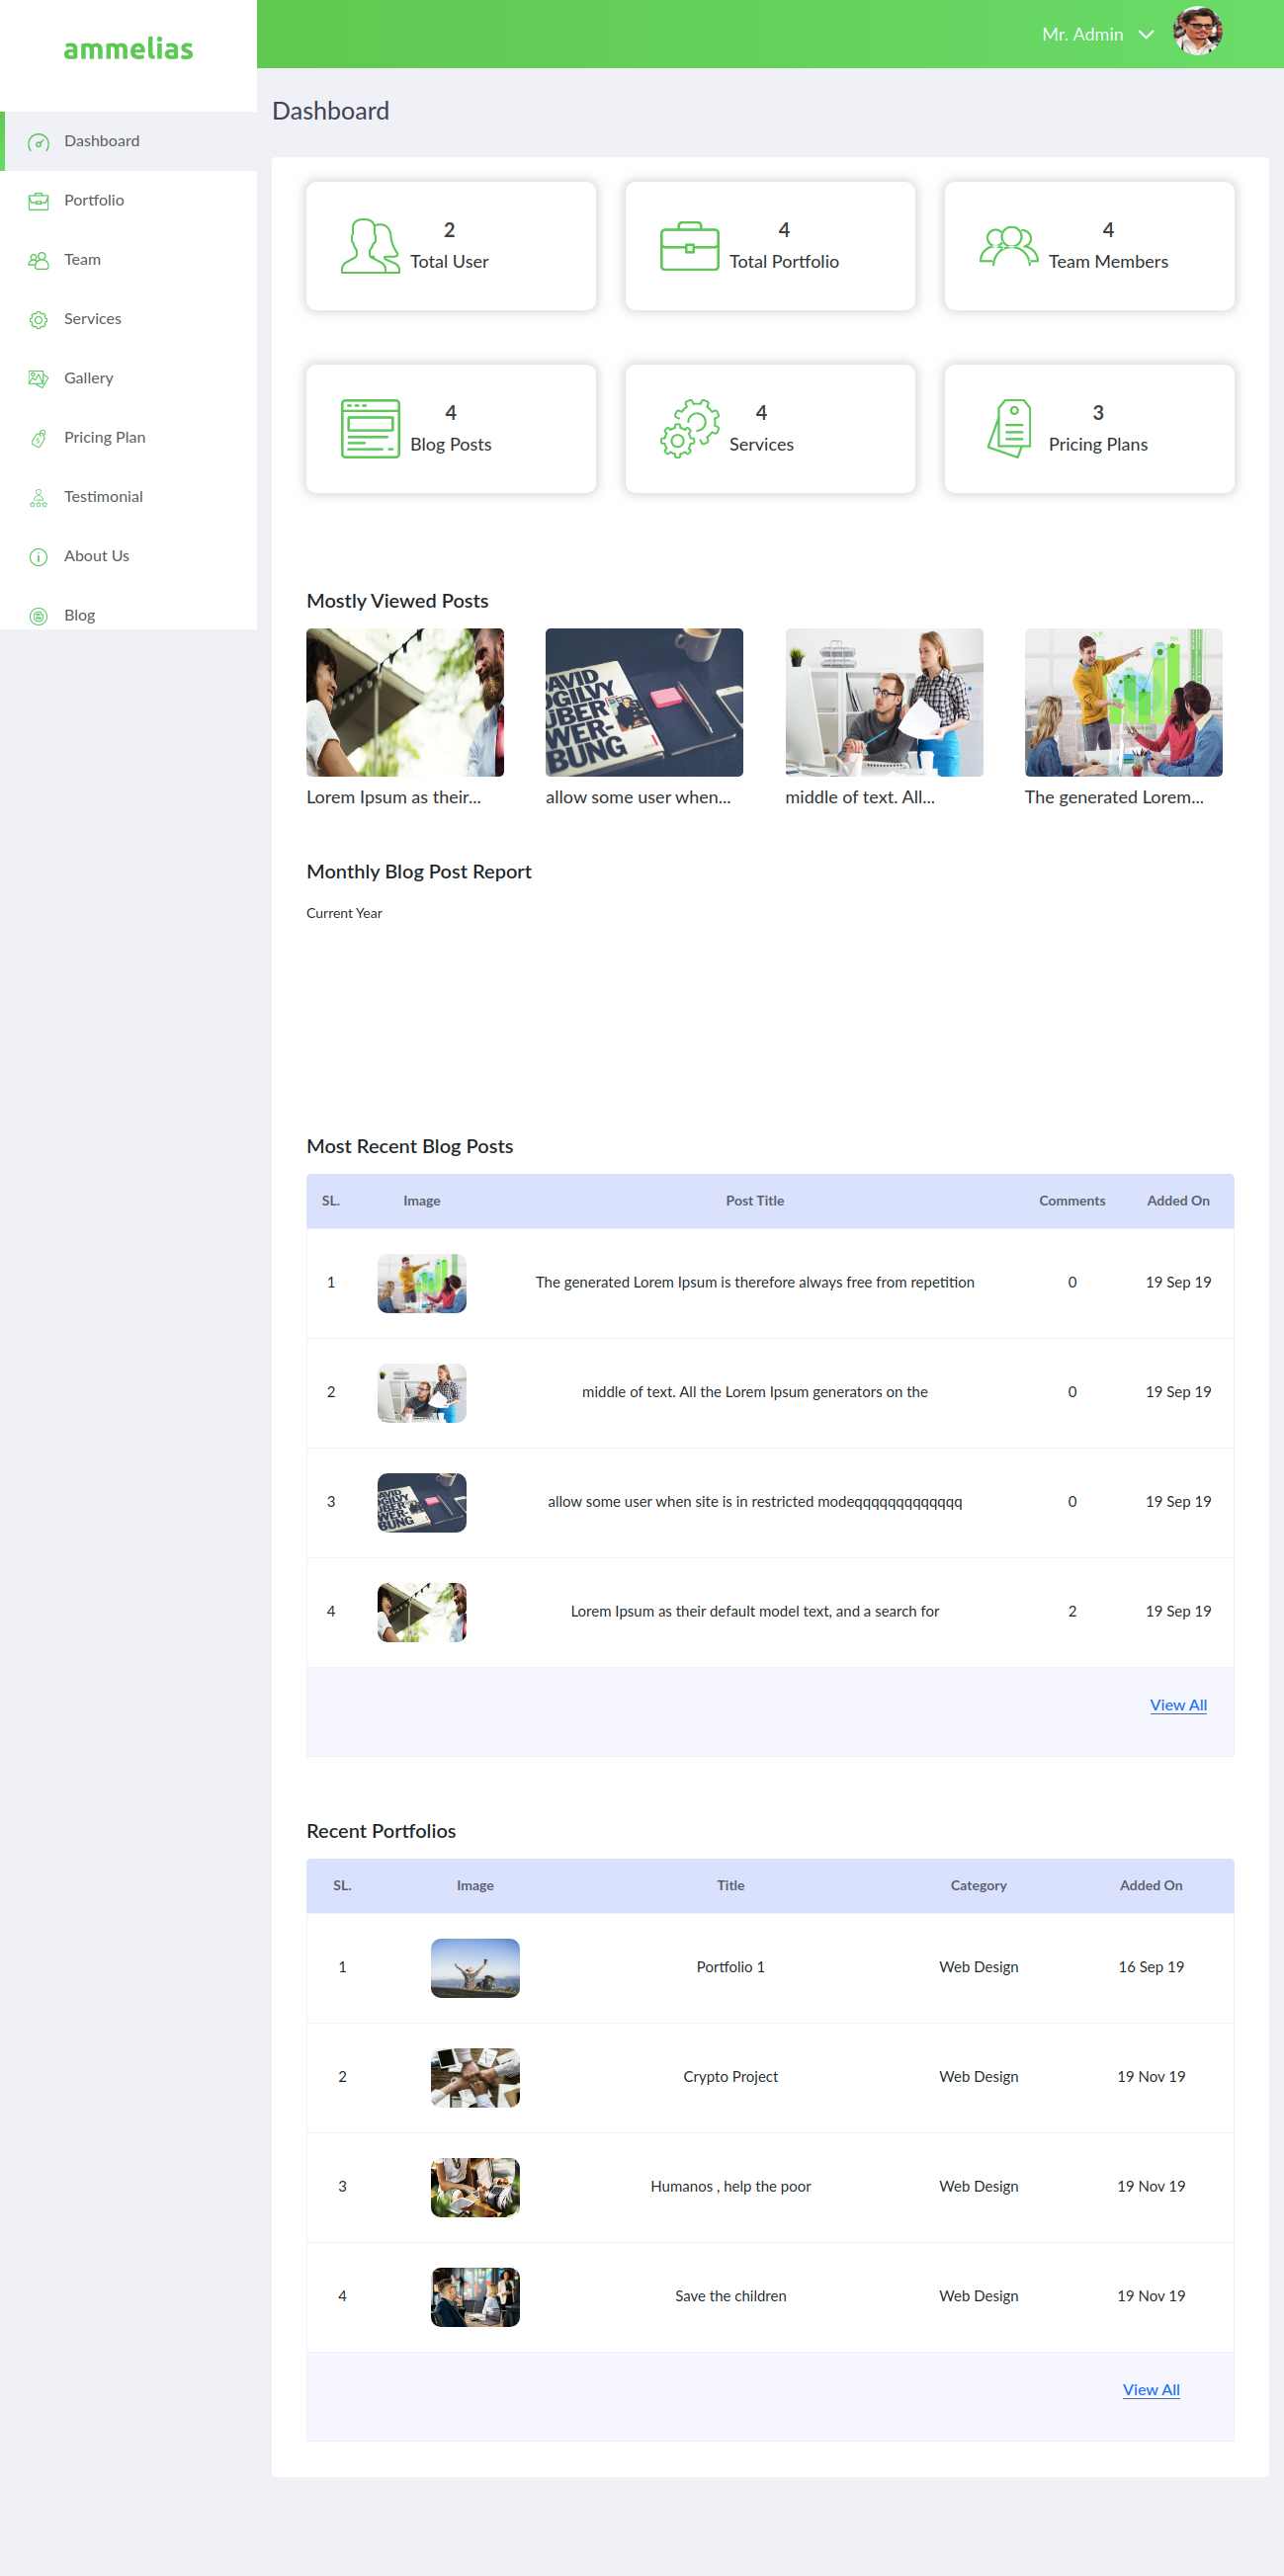 ammelias
Mr. Admin
Dashboard
Dashboard
Portfolio
Team
Services
Gallery
Pricing Plan
Testimonial
About Us
Blog
2
Total User
4
Total Portfolio
4
Team Members
4
Blog Posts
4
Services
3
Pricing Plans
Mostly Viewed Posts
DAVID
OGILVY
ÜBER
WER-
BUNG
Lorem Ipsum as their...
allow some user when...
middle of text. All...
The generated Lorem...
Monthly Blog Post Report
Current Year
Most Recent Blog Posts
SL. Image Post Title Comments Added On
1 The generated Lorem Ipsum is therefore always free from repetition 0 19 Sep 19
2 middle of text. All the Lorem Ipsum generators on the 0 19 Sep 19
3 allow some user when site is in restricted modeqqqqqqqqqqqqq 0 19 Sep 19
4 Lorem Ipsum as their default model text, and a search for 2 19 Sep 19
View All
Recent Portfolios
SL. Image Title Category Added On
1 Portfolio 1 Web Design 16 Sep 19
2 Crypto Project Web Design 19 Nov 19
3 Humanos , help the poor Web Design 19 Nov 19
4 Save the children Web Design 19 Nov 19
View All